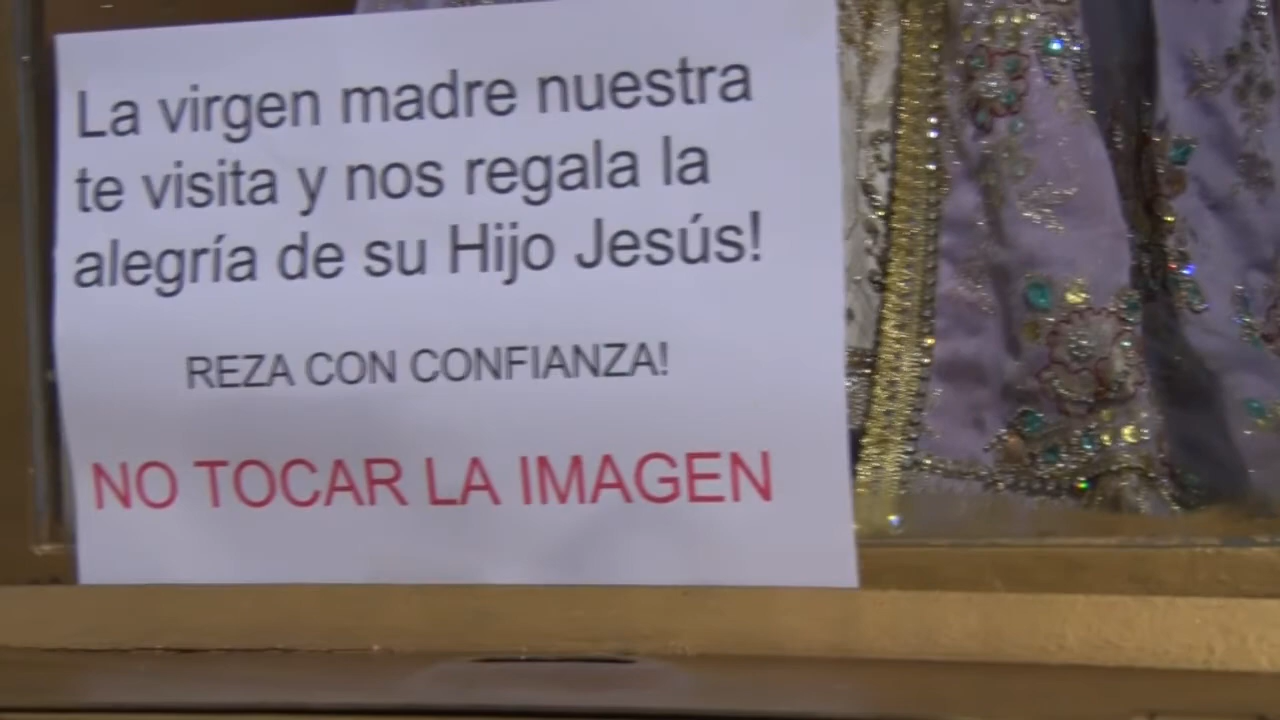 La virgen madre nuestra
te visita y nos regala la
alegría de su Hijo Jesús!
REZA CON CONFIANZA!
NO TOCAR LA IMAGEN